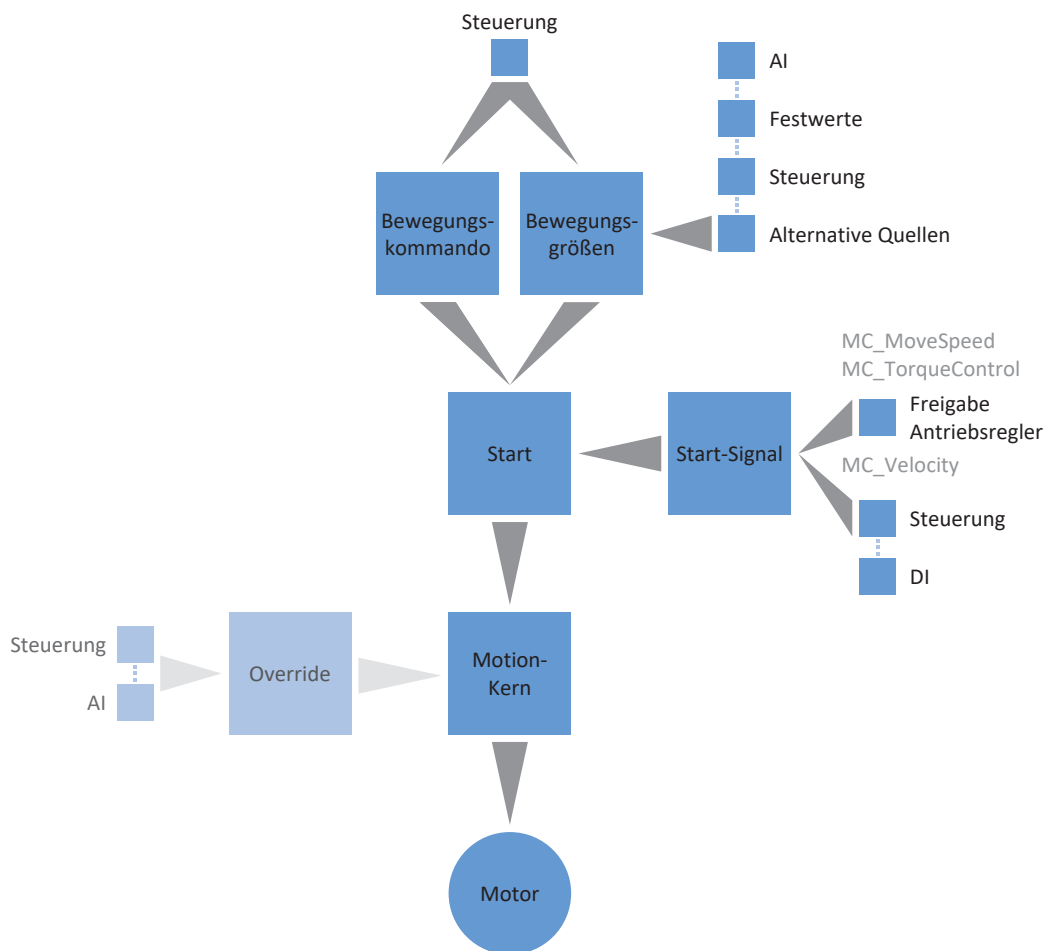 Steuerung
AI
Festwerte
Steuerung
Alternative Quellen
Bewegungs-
kommando
Bewegungs-
größen
MC_MoveSpeed
MC_TorqueControl
Freigabe
Antriebsregler
MC_Velocity
Steuerung
DI
Start
Start-Signal
Steuerung
AI
Override
Motion-
Kern
Motor